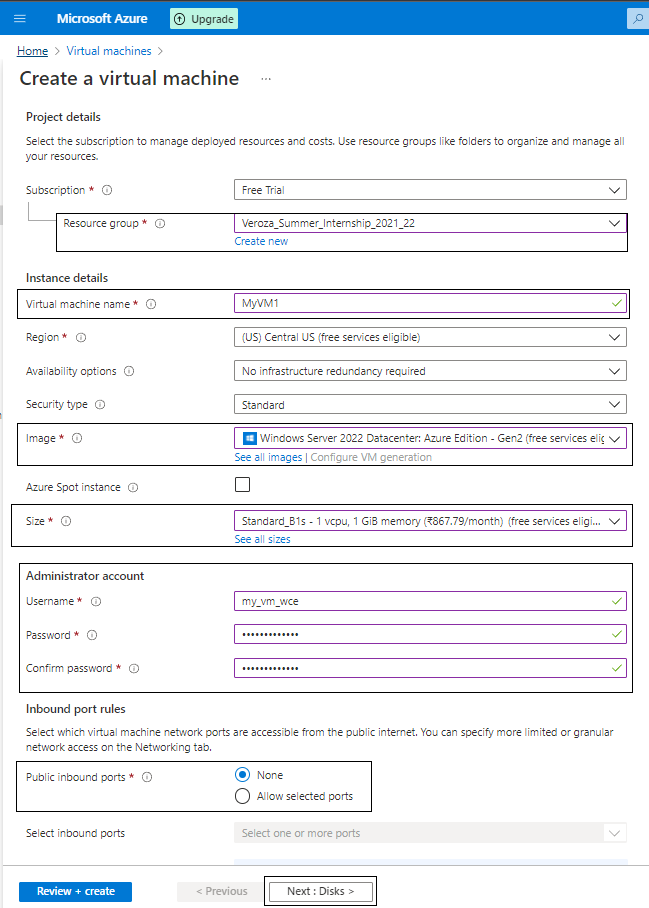 Microsoft Azure Upgrade
Home > Virtual machines >
Create a virtual machine ...
Project details
Select the subscription to manage deployed resources and costs. Use resource groups like folders to organize and manage all
your resources.
Subscription * Free Trial
Resource group * Veroza_Summer_Internship_2021_22
Create new
Instance details
Virtual machine name * MyVM1
Region * (US) Central US (free services eligible)
Availability options No infrastructure redundancy required
Security type Standard
Image * Windows Server 2022 Datacenter: Azure Edition - Gen2 (free services elig
See all images | Configure VM generation
Azure Spot instance
Size * Standard_B1s - 1 vcpu, 1 GiB memory (₹867.79/month) (free services eligi...
See all sizes
Administrator account
Username * my_vm_wce
Password * •••••••••••••
Confirm password * •••••••••••••
Inbound port rules
Select which virtual machine network ports are accessible from the public internet. You can specify more limited or granular
network access on the Networking tab.
Public inbound ports * None
Allow selected ports
Select inbound ports Select one or more ports
Review + create < Previous Next : Disks >